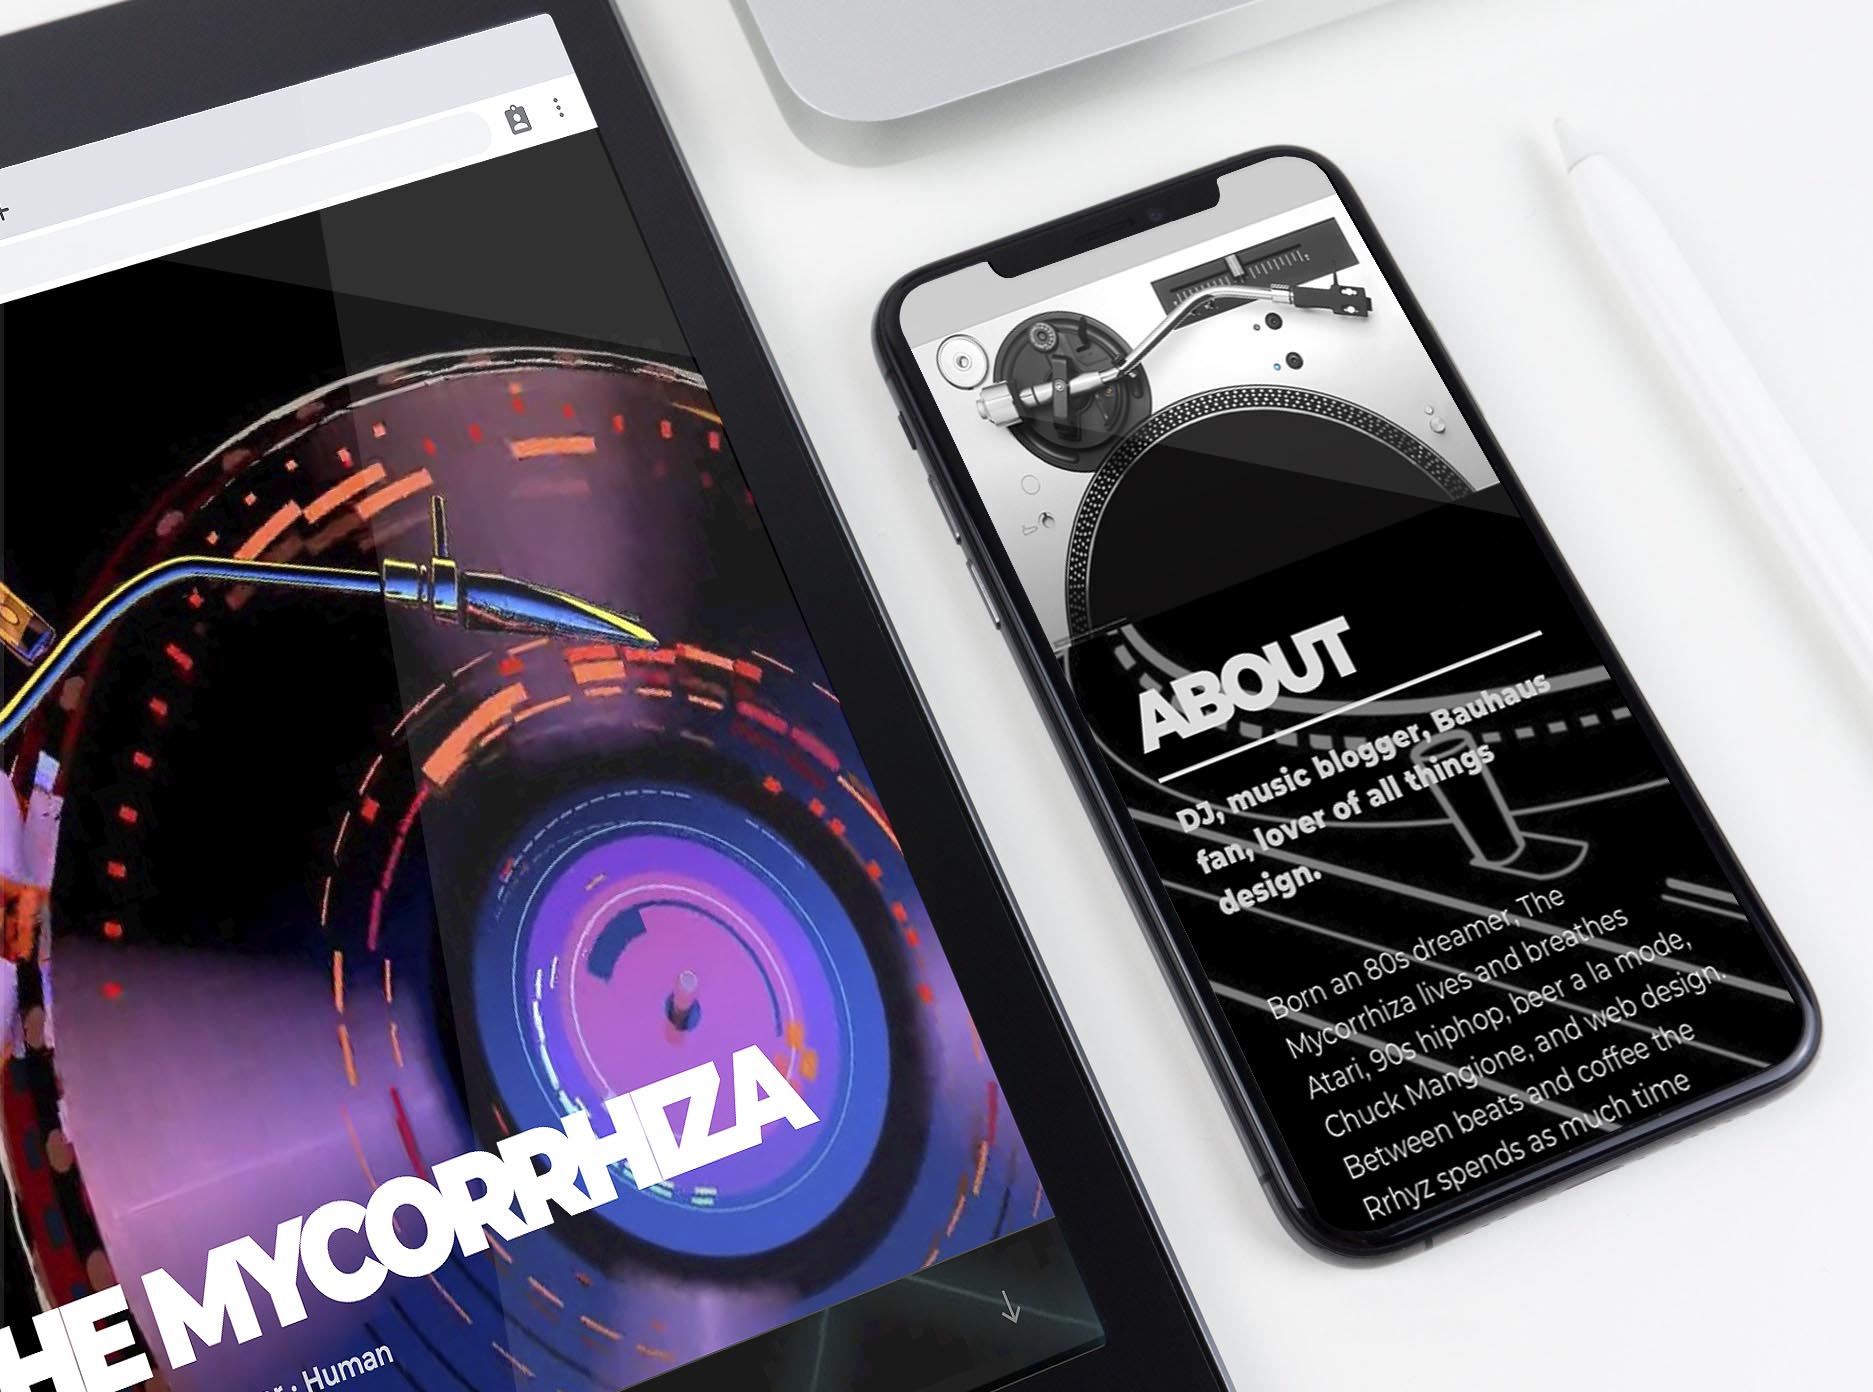 HE MYCORRHIZA
· Human
ABOUT
DJ, music blogger, Bauhaus
fan, lover of all things
design.
Born an 80s dreamer, The
Mycorrhiza lives and breathes
Atari, 90s hiphop, beer a la mode,
Chuck Mangione, and web design.
Between beats and coffee the
Rrhyz spends as much time